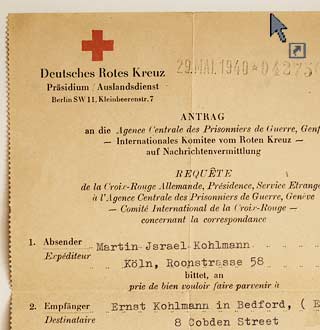 Deutsches Rotes Kreuz
Präsidium / Auslandsdienst
Berlin SW 11, Kleinbeerenstr. 7
29. MAI. 1940 * 04275
ANTRAG
an die Agence Centrale des Prisonniers de Guerre, Genf
— Internationales Komitee vom Roten Kreuz —
auf Nachrichtenvermittlung
REQUÊTE
de la Croix-Rouge Allemande, Présidence, Service Etrange
à l'Agence Centrale des Prisonniers de Guerre, Genève
— Comité International de la Croix-Rouge —
concernant la correspondance
1. Absender Martin Jsrael Kohlmann
Expéditeur
Köln, Roonstrasse 58
bittet, an
prie de bien vouloir faire parvenir à
2. Empfänger Ernst Kohlmann in Bedford, ( E
Destinataire 8 Cobden Street